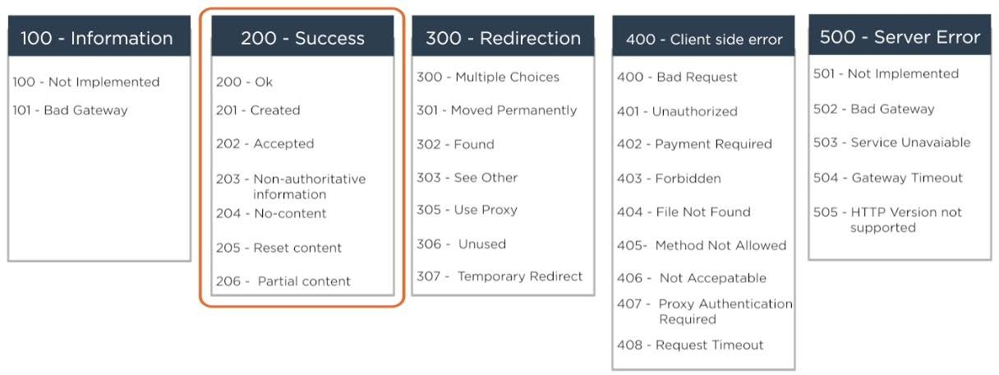 100 - Information
100 - Not Implemented
101 - Bad Gateway
200 - Success
200 - Ok
201 - Created
202 - Accepted
203 - Non-authoritative
information
204 - No-content
205 - Reset content
206 - Partial content
300 - Redirection
300 - Multiple Choices
301 - Moved Permanently
302 - Found
303 - See Other
305 - Use Proxy
306 - Unused
307 - Temporary Redirect
400 - Client side error
400 - Bad Request
401 - Unauthorized
402 - Payment Required
403 - Forbidden
404 - File Not Found
405- Method Not Allowed
406 - Not Accepatable
407 - Proxy Authentication
Required
408 - Request Timeout
500 - Server Error
501 - Not Implemented
502 - Bad Gateway
503 - Service Unavaiable
504 - Gateway Timeout
505 - HTTP Version not
supported